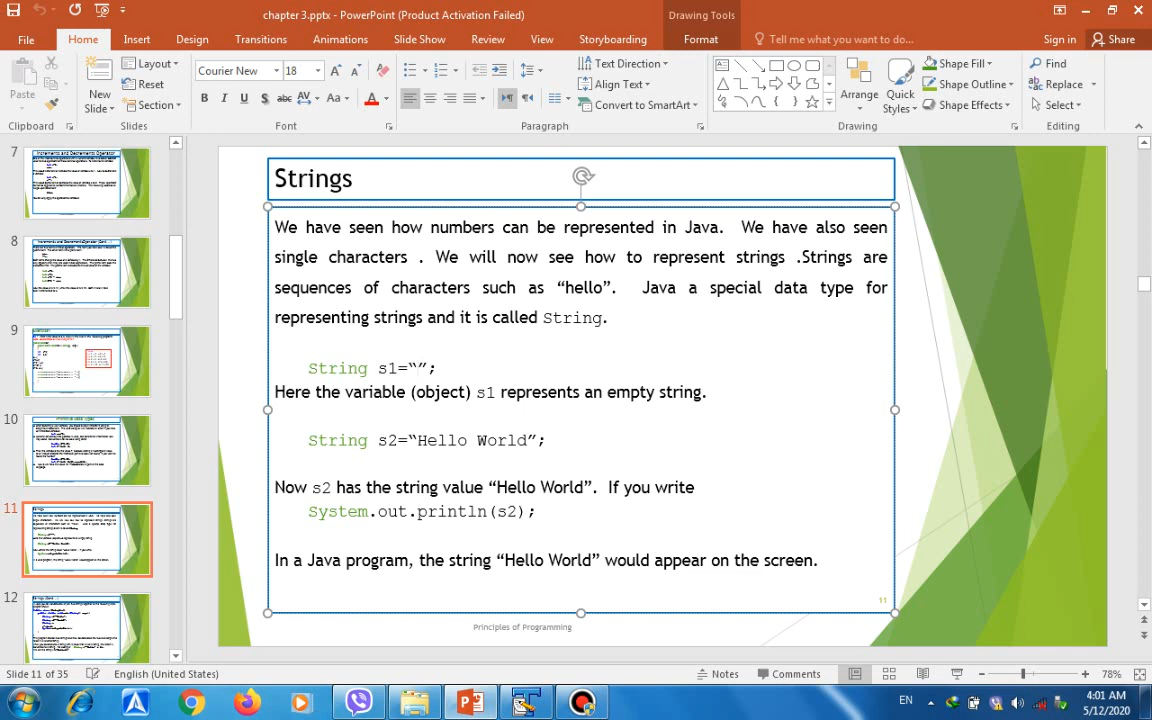 chapter 3.pptx - PowerPoint (Product Activation Failed)
Drawing Tools
File Home Insert Design Transitions Animations Slide Show Review View Storyboarding Format Tell me what you want to do... Sign in Share
Paste
New Slide
Layout
Reset
Section
Courier New 18
B I U S abc AV Aa A
Text Direction
Align Text
Convert to SmartArt
Arrange
Quick Styles
Shape Fill
Shape Outline
Shape Effects
Find
Replace
Select
Clipboard Slides Font Paragraph Drawing Editing
7
8
9
10
11
12
Strings
We have seen how numbers can be represented in Java. We have also seen
single characters . We will now see how to represent strings .Strings are
sequences of characters such as “hello”. Java a special data type for
representing strings and it is called String.
String s1=“”;
Here the variable (object) s1 represents an empty string.
String s2=“Hello World”;
Now s2 has the string value “Hello World”. If you write
System.out.println(s2);
In a Java program, the string “Hello World” would appear on the screen.
11
Principles of Programming
Slide 11 of 35 English (United States) Notes Comments 78%
EN 4:01 AM
5/12/2020